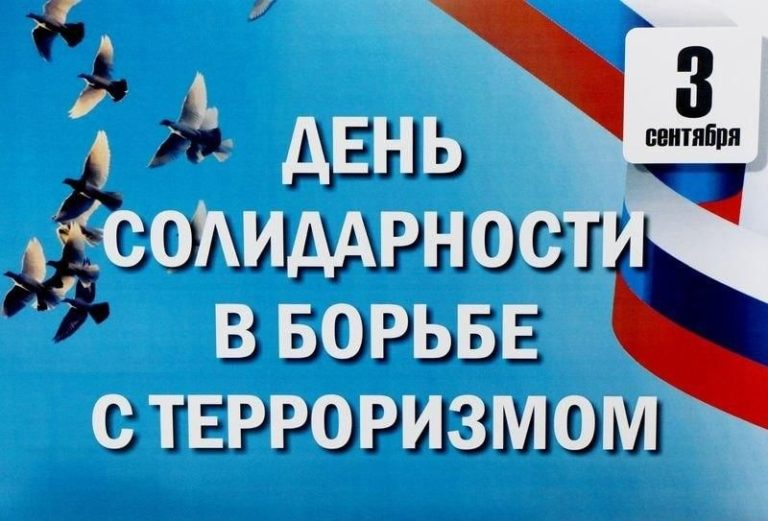 3
сентября
ДЕНЬ
СОЛИДАРНОСТИ
В БОРЬБЕ
С ТЕРРОРИЗМОМ